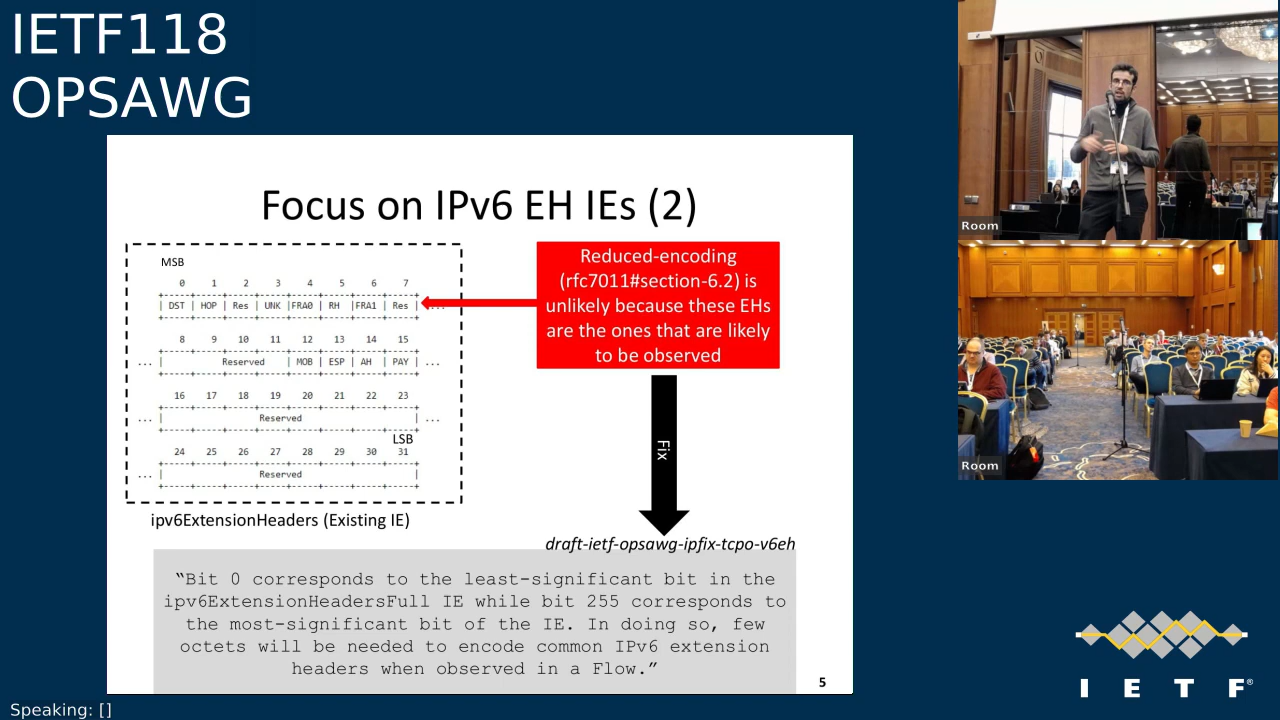 IETF118
OPSAWG
Focus on IPv6 EH IEs (2)
MSB
0 1 2 3 4 5 6 7
| DST | HOP | Res | UNK |FRA0 | RH |FRA1 | Res | ...
8 9 10 11 12 13 14 15
... | Reserved | MOB | ESP | AH | PAY | ...
16 17 18 19 20 21 22 23
... | Reserved | ...
LSB
24 25 26 27 28 29 30 31
... | Reserved |
ipv6ExtensionHeaders (Existing IE)
Reduced-encoding
(rfc7011#section-6.2) is
unlikely because these EHs
are the ones that are likely
to be observed
Fix
draft-ietf-opsawg-ipfix-tcpo-v6eh
“Bit 0 corresponds to the least-significant bit in the
ipv6ExtensionHeadersFull IE while bit 255 corresponds to
the most-significant bit of the IE. In doing so, few
octets will be needed to encode common IPv6 extension
headers when observed in a Flow.”
5
Room
Room
I E T F®
Speaking: []